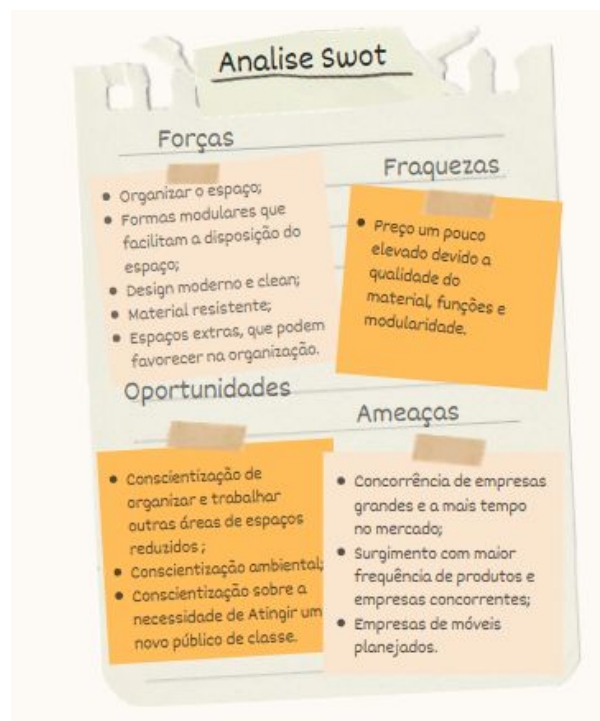 Analise Swot
Forças
• Organizar o espaço;
• Formas modulares que
facilitam a disposição do
espaço;
• Design moderno e clean;
• Material resistente;
• Espaços extras, que podem
favorecer na organização.
Fraquezas
• Preço um pouco
elevado devido a
qualidade do
material, funções e
modularidade.
Oportunidades
• Conscientização de
organizar e trabalhar
outras áreas de espaços
reduzidos ;
• Conscientização ambiental;
• Conscientização sobre a
necessidade de Atingir um
novo público de classe.
Ameaças
• Concorrência de empresas
grandes e a mais tempo
no mercado;
• Surgimento com maior
frequência de produtos e
empresas concorrentes;
• Empresas de móveis
planejados.